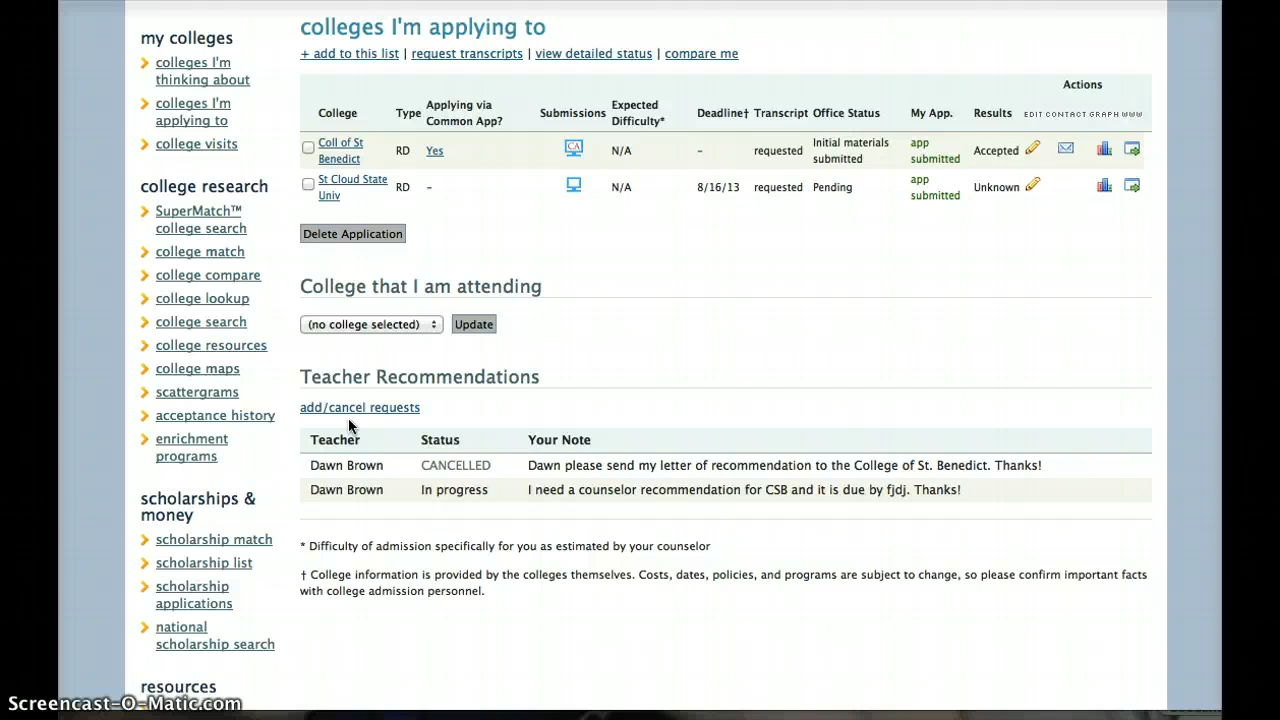 my colleges
colleges I'm
thinking about
colleges I'm
applying to
college visits
college research
SuperMatch™
college search
college match
college compare
college lookup
college search
college resources
college maps
scattergrams
acceptance history
enrichment
programs
scholarships &
money
scholarship match
scholarship list
scholarship
applications
national
scholarship search
resources
colleges I'm applying to
+ add to this list | request transcripts | view detailed status | compare me
Actions
College Type Applying via Common App? Submissions Expected Difficulty* Deadline† Transcript Office Status My App. Results EDIT CONTACT GRAPH WWW
Coll of St Benedict RD Yes CA N/A – requested Initial materials submitted app submitted Accepted
St Cloud State Univ RD – N/A 8/16/13 requested Pending app submitted Unknown
Delete Application
College that I am attending
(no college selected) Update
Teacher Recommendations
add/cancel requests
Teacher Status Your Note
Dawn Brown CANCELLED Dawn please send my letter of recommendation to the College of St. Benedict. Thanks!
Dawn Brown In progress I need a counselor recommendation for CSB and it is due by fjdj. Thanks!
* Difficulty of admission specifically for you as estimated by your counselor
† College information is provided by the colleges themselves. Costs, dates, policies, and programs are subject to change, so please confirm important facts
with college admission personnel.
Screencast-O-Matic.com